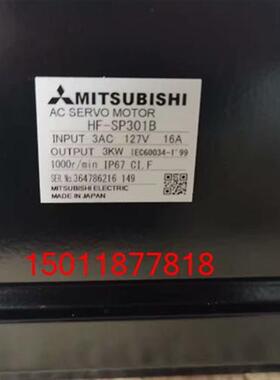 MITSUBISHI
AC SERVO MOTOR
HF-SP301B
INPUT 3AC 127V 16A
OUTPUT 3KW IEC60034-1'99
1000r/min IP67 CI.F
SER.No.364786216 149
MITSUBISHI ELECTRIC
MADE IN JAPAN
15011877818